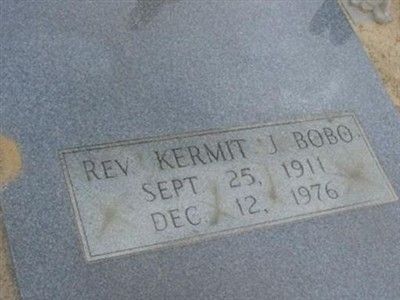 REV KERMIT J BOBO
SEPT 25, 1911
DEC 12, 1976